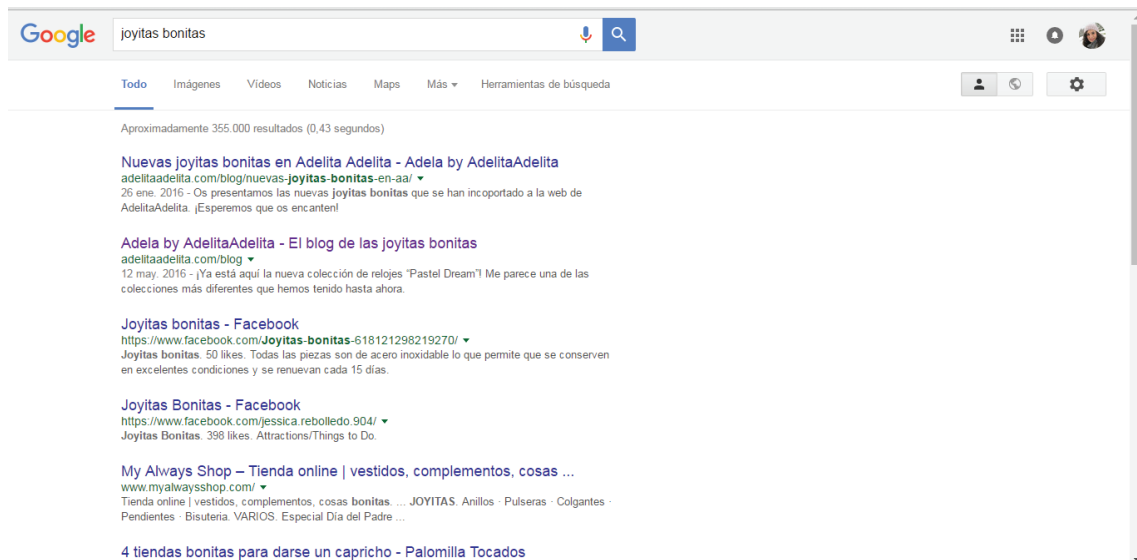 Google
joyitas bonitas
Todo Imágenes Vídeos Noticias Maps Más Herramientas de búsqueda
Aproximadamente 355.000 resultados (0,43 segundos)
Nuevas joyitas bonitas en Adelita Adelita - Adela by AdelitaAdelita
adelitaadelita.com/blog/nuevas-joyitas-bonitas-en-aa/
26 ene. 2016 - Os presentamos las nuevas joyitas bonitas que se han incoportado a la web de
AdelitaAdelita. ¡Esperemos que os encanten!
Adela by AdelitaAdelita - El blog de las joyitas bonitas
adelitaadelita.com/blog
12 may. 2016 - ¡Ya está aquí la nueva colección de relojes “Pastel Dream”! Me parece una de las
colecciones más diferentes que hemos tenido hasta ahora.
Joyitas bonitas - Facebook
https://www.facebook.com/Joyitas-bonitas-618121298219270/
Joyitas bonitas. 50 likes. Todas las piezas son de acero inoxidable lo que permite que se conserven
en excelentes condiciones y se renuevan cada 15 días.
Joyitas Bonitas - Facebook
https://www.facebook.com/jessica.rebolledo.904/
Joyitas Bonitas. 398 likes. Attractions/Things to Do.
My Always Shop – Tienda online | vestidos, complementos, cosas ...
www.myalwaysshop.com/
Tienda online | vestidos, complementos, cosas bonitas. ... JOYITAS. Anillos · Pulseras · Colgantes ·
Pendientes · Bisuteria. VARIOS. Especial Día del Padre ...
4 tiendas bonitas para darse un capricho - Palomilla Tocados